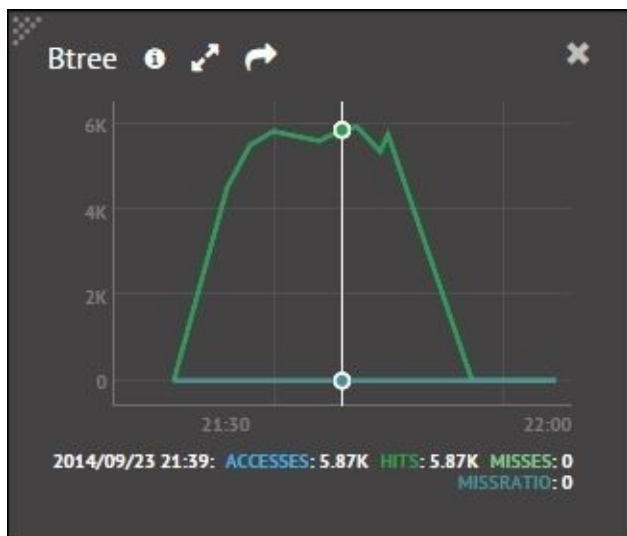 Btree
6K
4K
2K
0
21:30 22:00
2014/09/23 21:39: ACCESSES: 5.87K HITS: 5.87K MISSES: 0
MISSRATIO: 0